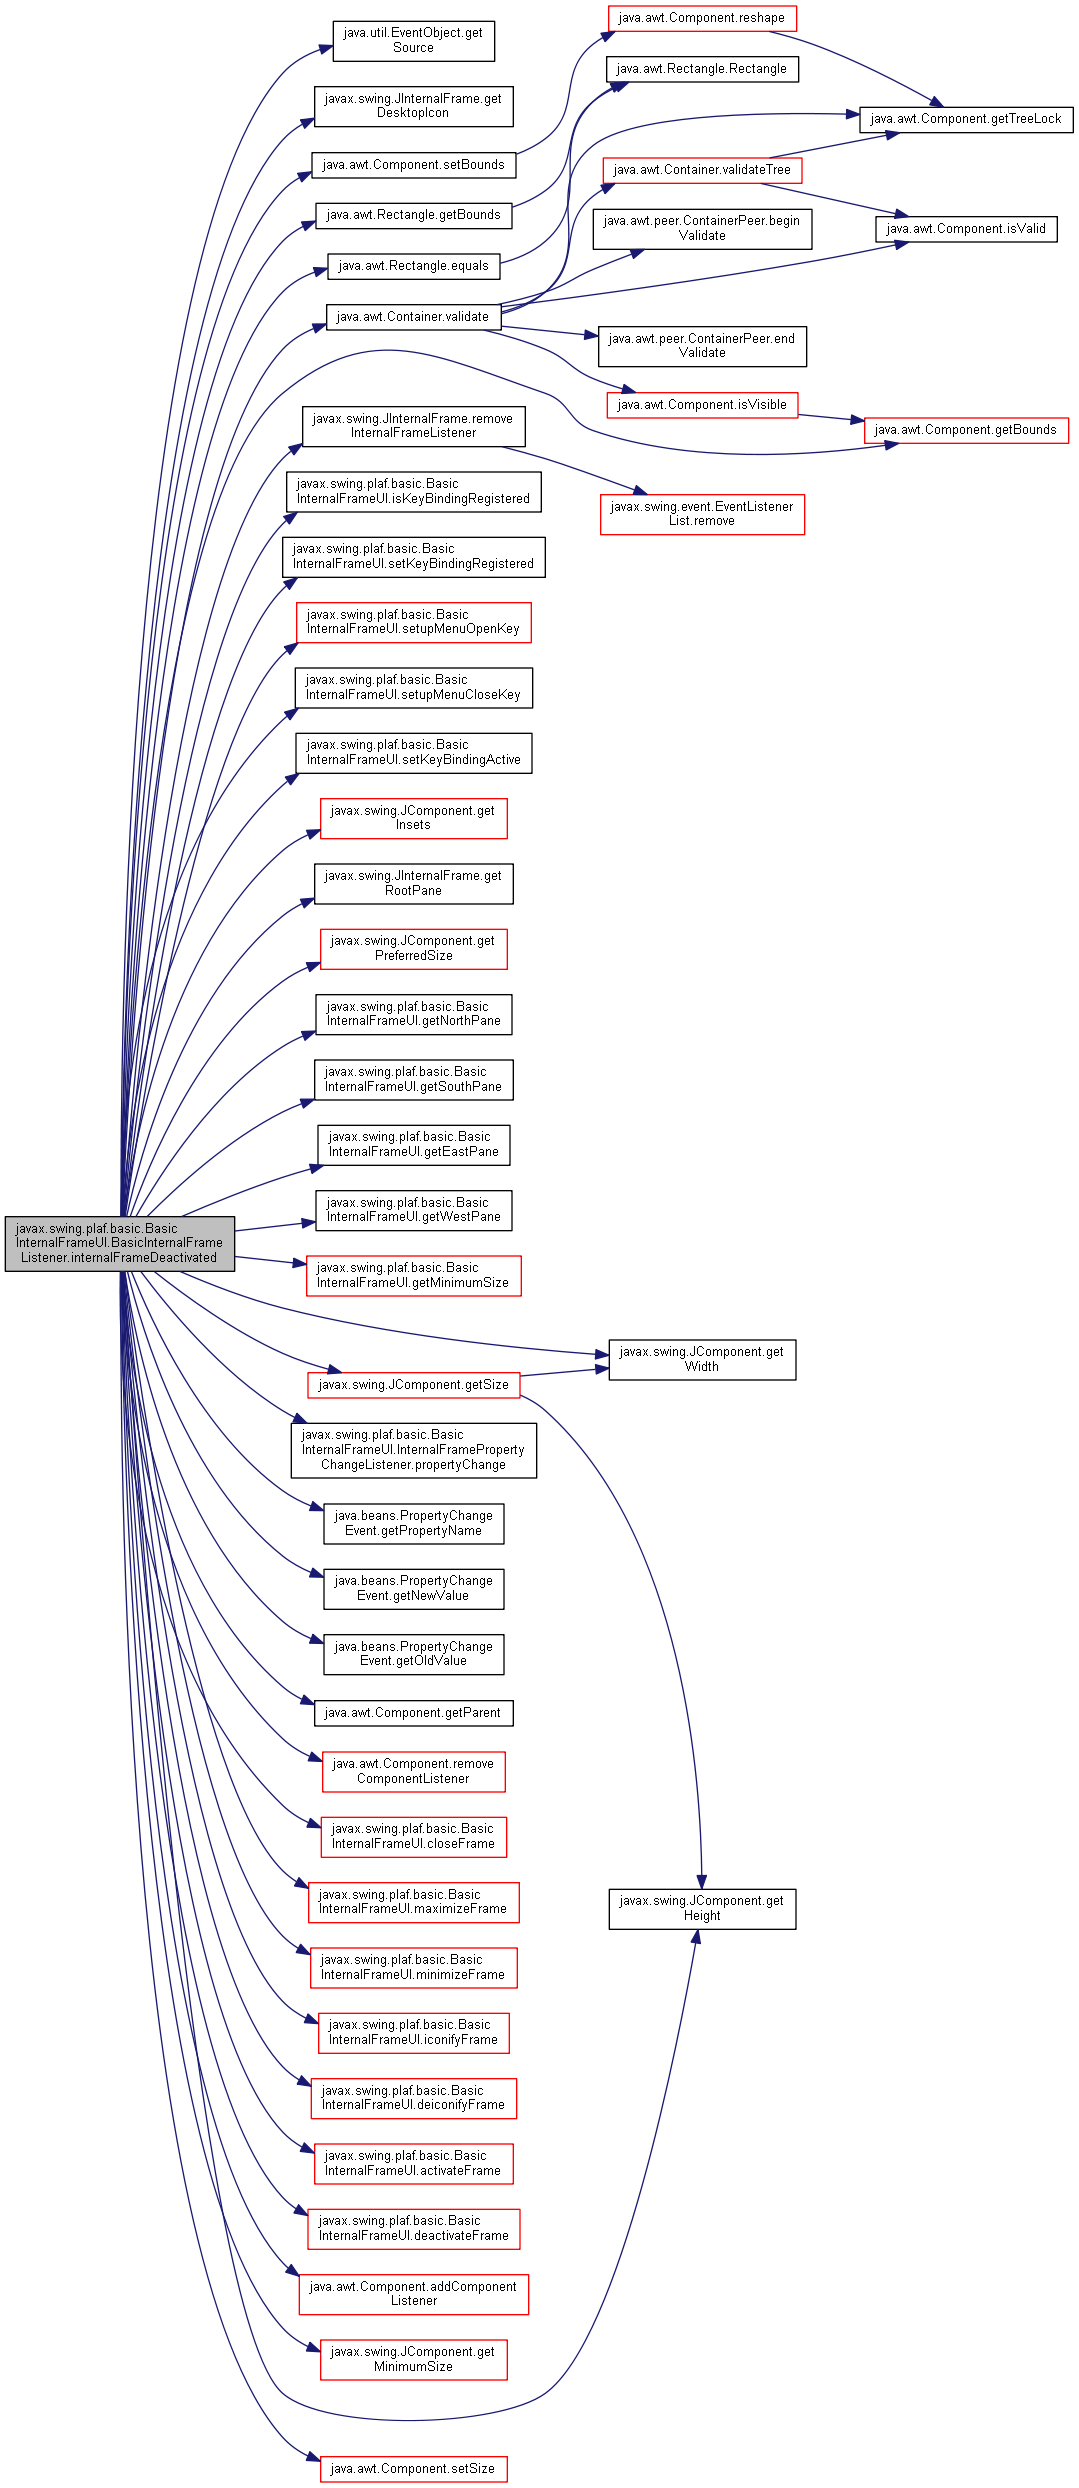 java.util.EventObject.get
Source
javax.swing.JInternalFrame.get
DesktopIcon
java.awt.Component.setBounds
java.awt.Rectangle.getBounds
java.awt.Rectangle.equals
java.awt.Container.validate
javax.swing.JInternalFrame.remove
InternalFrameListener
javax.swing.plaf.basic.Basic
InternalFrameUI.isKeyBindingRegistered
javax.swing.plaf.basic.Basic
InternalFrameUI.setKeyBindingRegistered
javax.swing.plaf.basic.Basic
InternalFrameUI.setupMenuOpenKey
javax.swing.plaf.basic.Basic
InternalFrameUI.setupMenuCloseKey
javax.swing.plaf.basic.Basic
InternalFrameUI.setKeyBindingActive
javax.swing.JComponent.get
Insets
javax.swing.JInternalFrame.get
RootPane
javax.swing.JComponent.get
PreferredSize
javax.swing.plaf.basic.Basic
InternalFrameUI.getNorthPane
javax.swing.plaf.basic.Basic
InternalFrameUI.getSouthPane
javax.swing.plaf.basic.Basic
InternalFrameUI.getEastPane
javax.swing.plaf.basic.Basic
InternalFrameUI.getWestPane
javax.swing.plaf.basic.Basic
InternalFrameUI.BasicInternalFrame
Listener.internalFrameDeactivated
javax.swing.plaf.basic.Basic
InternalFrameUI.getMinimumSize
javax.swing.JComponent.getSize
javax.swing.plaf.basic.Basic
InternalFrameUI.InternalFrameProperty
ChangeListener.propertyChange
java.beans.PropertyChange
Event.getPropertyName
java.beans.PropertyChange
Event.getNewValue
java.beans.PropertyChange
Event.getOldValue
java.awt.Component.getParent
java.awt.Component.remove
ComponentListener
javax.swing.plaf.basic.Basic
InternalFrameUI.closeFrame
javax.swing.plaf.basic.Basic
InternalFrameUI.maximizeFrame
javax.swing.plaf.basic.Basic
InternalFrameUI.minimizeFrame
javax.swing.plaf.basic.Basic
InternalFrameUI.iconifyFrame
javax.swing.plaf.basic.Basic
InternalFrameUI.deiconifyFrame
javax.swing.plaf.basic.Basic
InternalFrameUI.activateFrame
javax.swing.plaf.basic.Basic
InternalFrameUI.deactivateFrame
java.awt.Component.addComponent
Listener
javax.swing.JComponent.get
MinimumSize
java.awt.Component.setSize
java.awt.Component.reshape
java.awt.Rectangle.Rectangle
java.awt.Container.validateTree
java.awt.peer.ContainerPeer.begin
Validate
java.awt.peer.ContainerPeer.end
Validate
java.awt.Component.isVisible
javax.swing.event.EventListener
List.remove
javax.swing.JComponent.get
Width
javax.swing.JComponent.get
Height
java.awt.Component.getTreeLock
java.awt.Component.isValid
java.awt.Component.getBounds